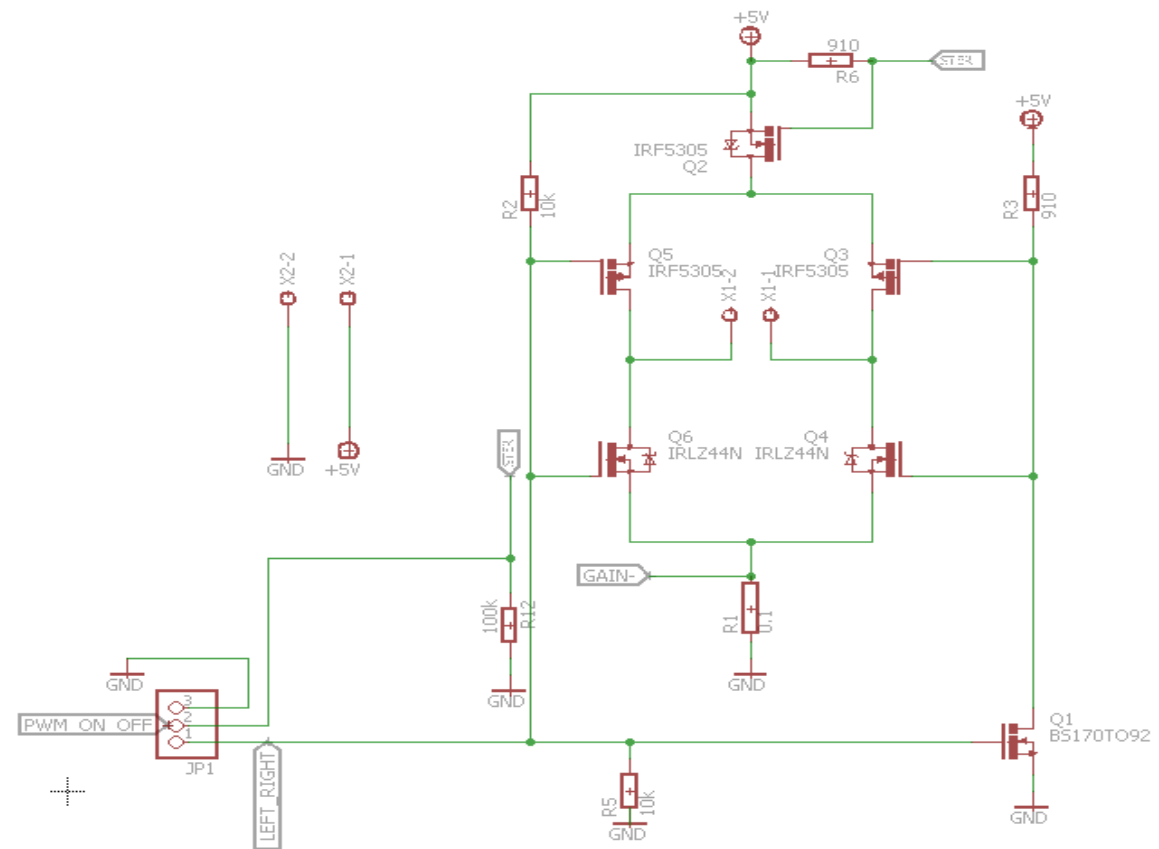 +5V
910
R6
STER
+5V
IRF5305
Q2
R2
10k
R3
910
X2-2
X2-1
Q5
IRF5305
X1-2
X1-1
Q3
IRF5305
GND
+5V
STER
Q6
IRLZ44N
Q4
IRLZ44N
GAIN-
R1
0.1
100k
R12
GND
GND
GND
PWM_ON_OFF
3
2
1
JP1
LEFT_RIGHT
R5
10k
GND
Q1
BS170TO92
GND